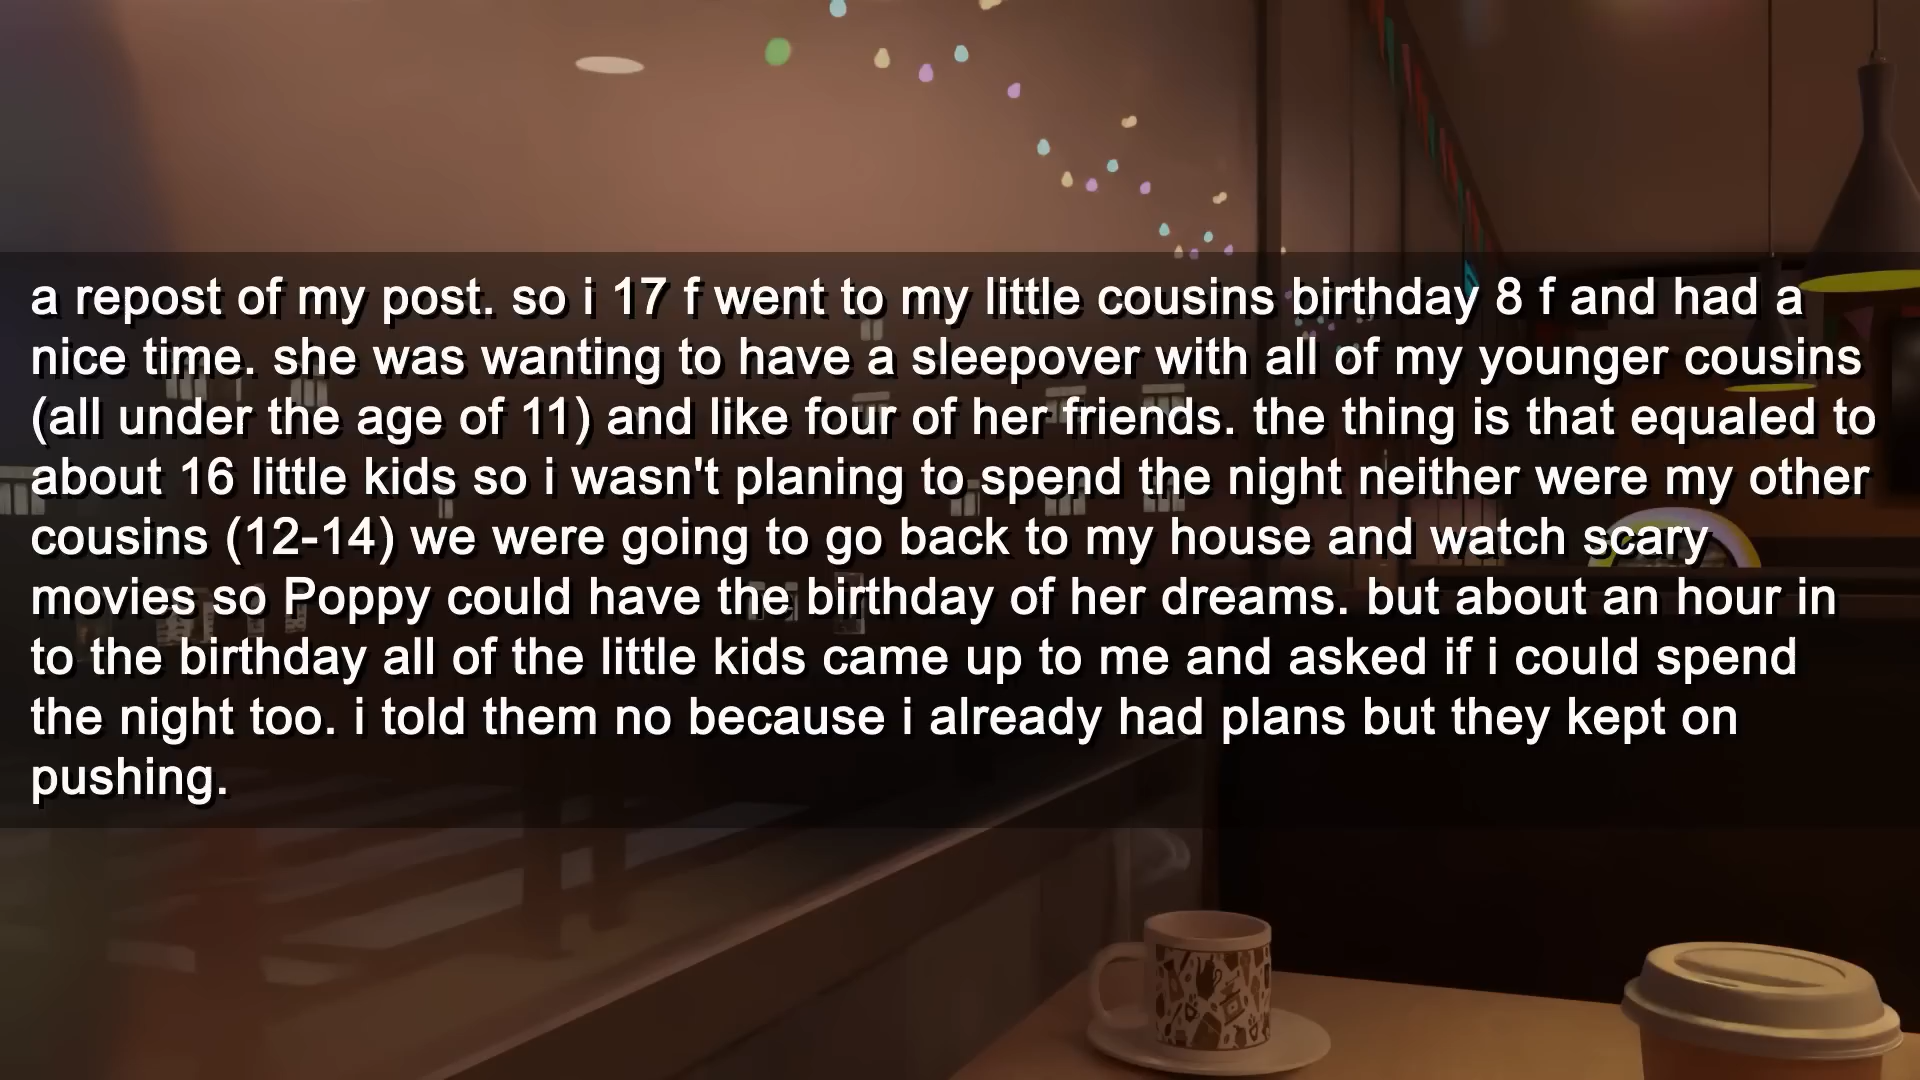 a repost of my post. so i 17 f went to my little cousins birthday 8 f and had a
nice time. she was wanting to have a sleepover with all of my younger cousins
(all under the age of 11) and like four of her friends. the thing is that equaled to
about 16 little kids so i wasn't planing to spend the night neither were my other
cousins (12-14) we were going to go back to my house and watch scary
movies so Poppy could have the birthday of her dreams. but about an hour in
to the birthday all of the little kids came up to me and asked if i could spend
the night too. i told them no because i already had plans but they kept on
pushing.